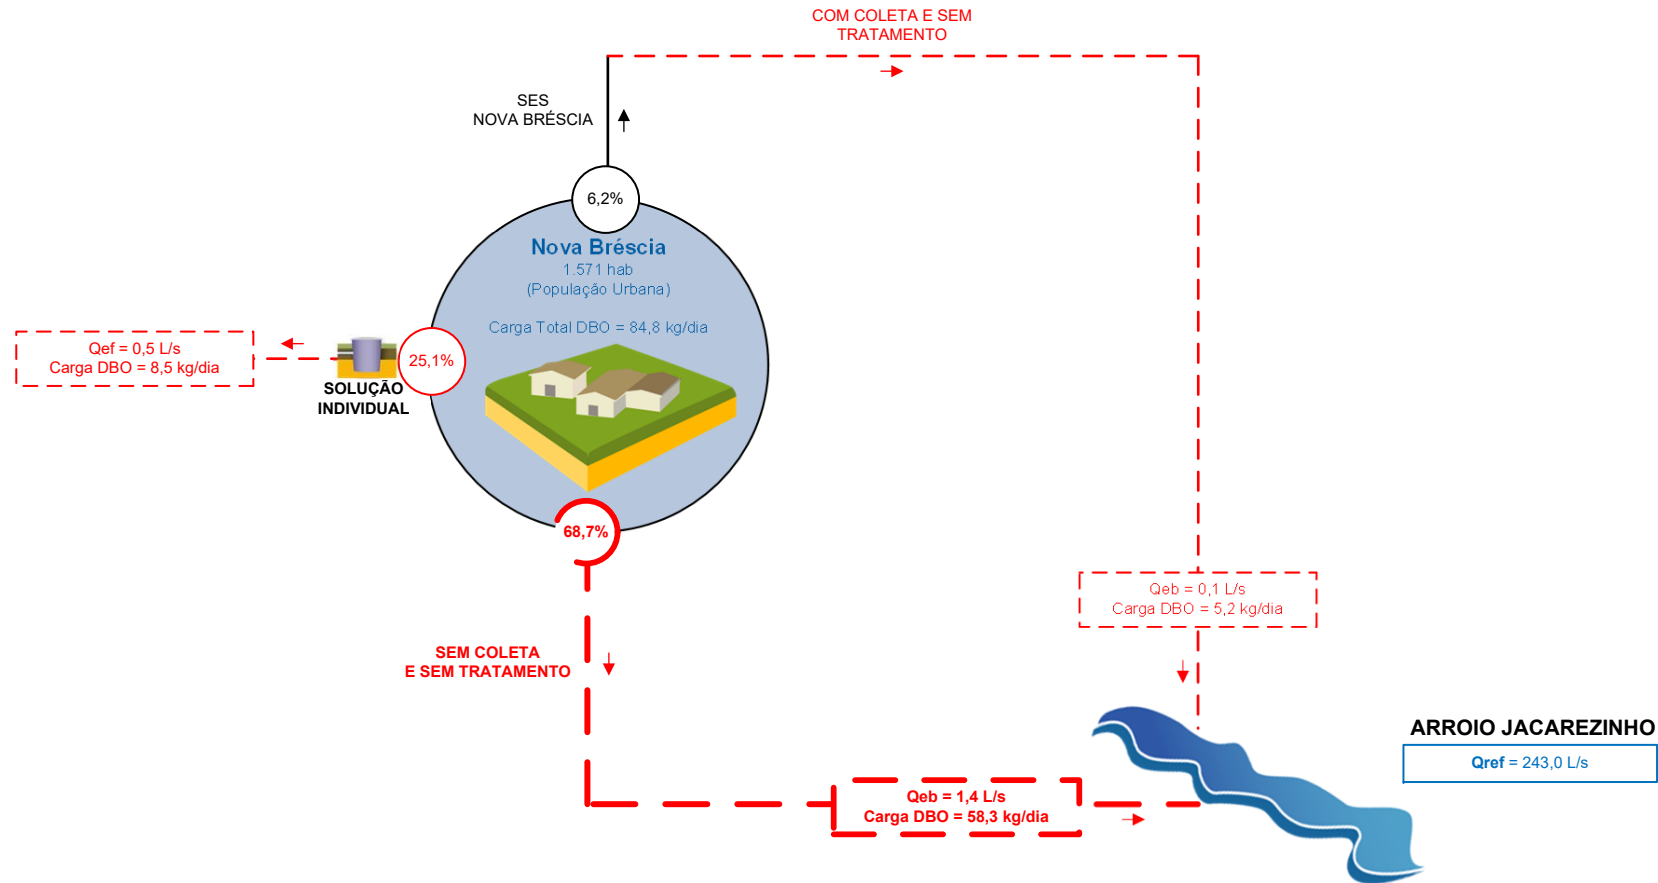 COM COLETA E SEM
TRATAMENTO
SES
NOVA BRÉSCIA
6,2%
Nova Bréscia
1.571 hab
(População Urbana)
Carga Total DBO = 84,8 kg/dia
Qef = 0,5 L/s
Carga DBO = 8,5 kg/dia
25,1%
SOLUÇÃO
INDIVIDUAL
68,7%
Qeb = 0,1 L/s
Carga DBO = 5,2 kg/dia
SEM COLETA
E SEM TRATAMENTO
ARROIO JACAREZINHO
Qref = 243,0 L/s
Qeb = 1,4 L/s
Carga DBO = 58,3 kg/dia